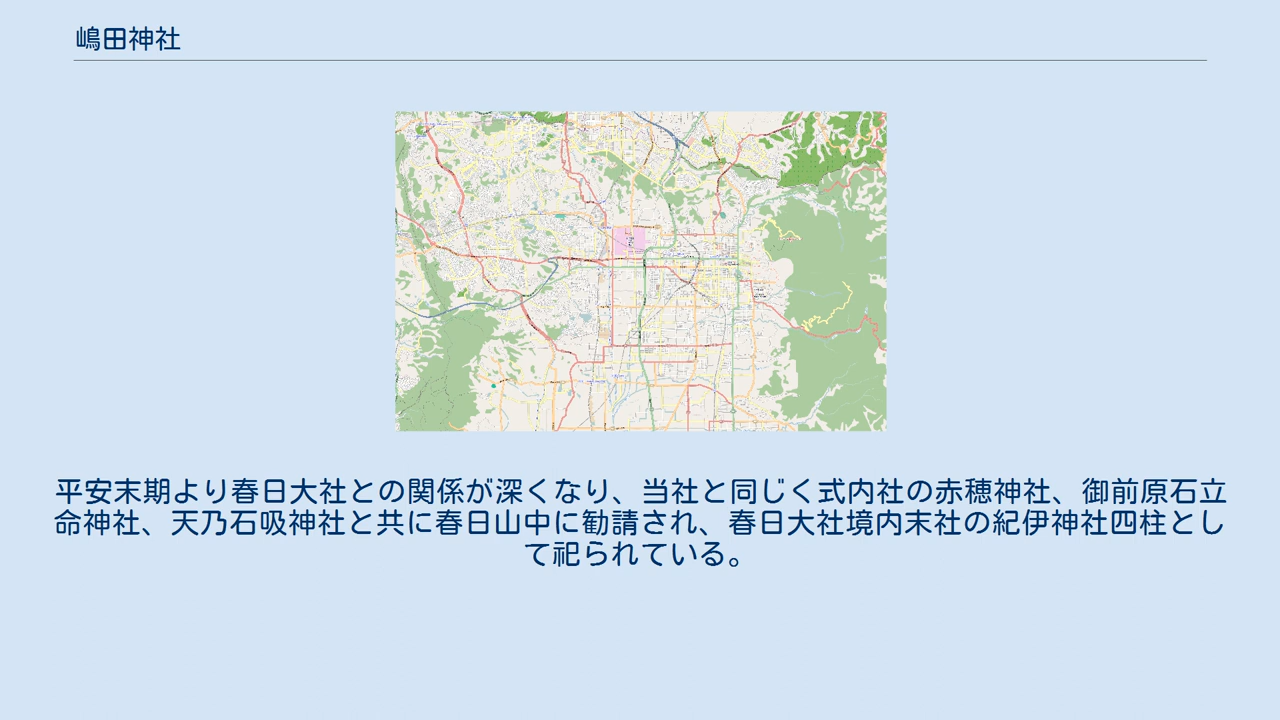 嶋田神社
平安末期より春日大社との関係が深くなり、当社と同じく式内社の赤穂神社、御前原石立
命神社、天乃石吸神社と共に春日山中に勧請され、春日大社境内末社の紀伊神社四柱とし
て祀られている。